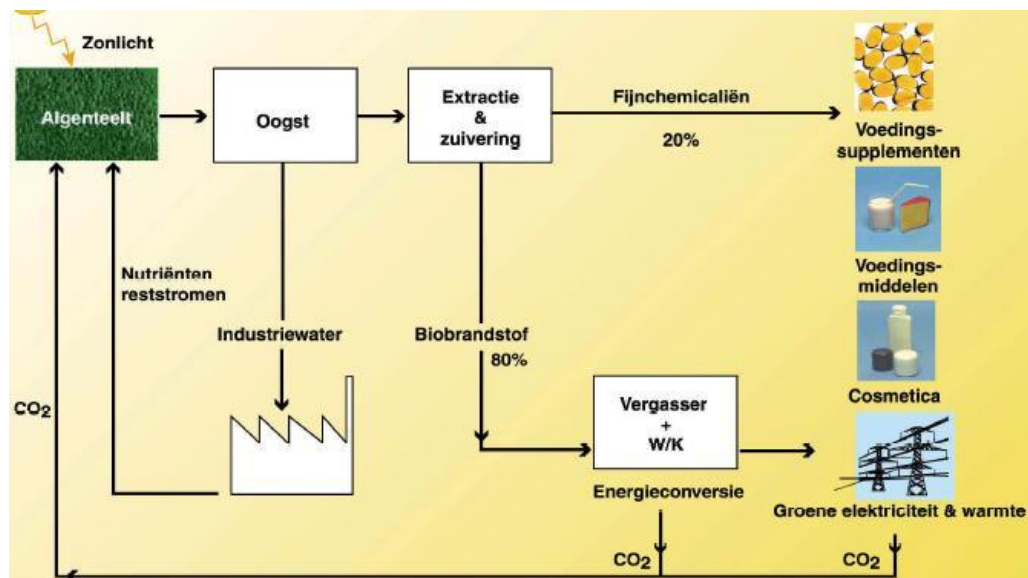 Zonlicht
Algenteelt
Oogst
Extractie
&
zuivering
Fijnchemicaliën
20%
Voedings-
supplementen
Voedings-
middelen
Nutriënten
reststromen
Industriewater
Biobrandstof
80%
Cosmetica
CO2
Vergasser
+
W/K
Energieconversie
Groene elektriciteit & warmte
CO2
CO2